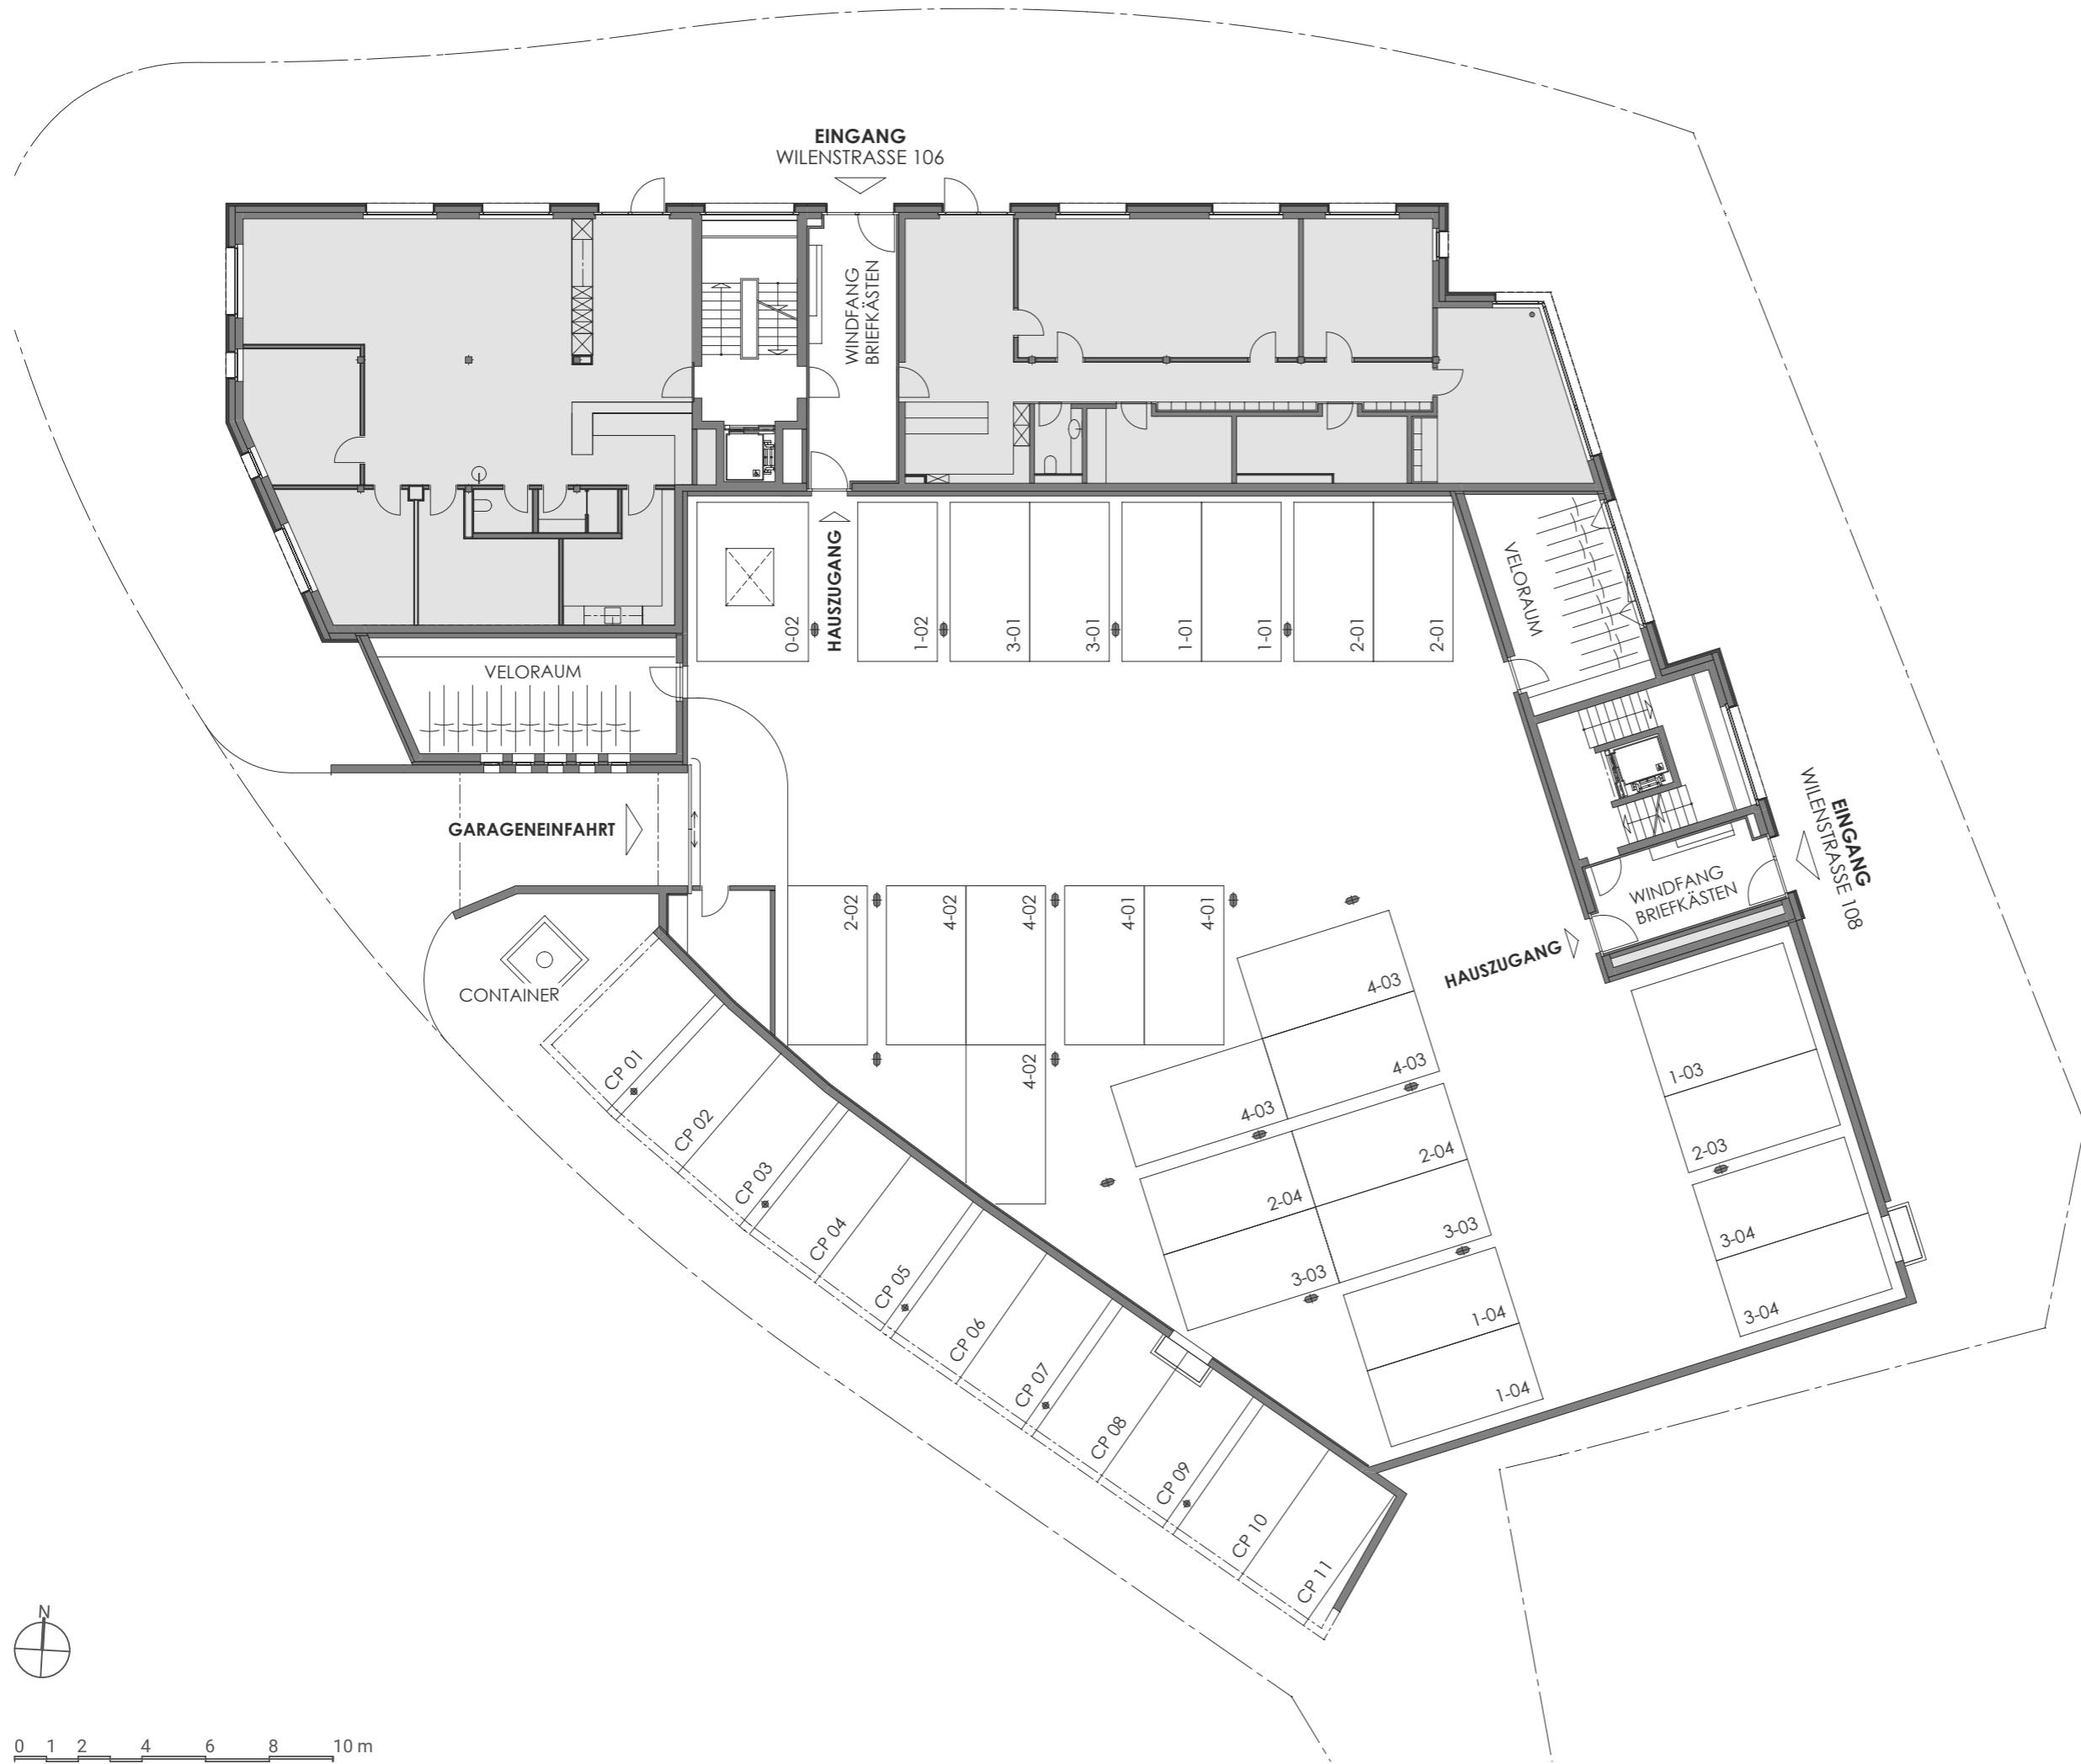 EINGANG
WILENSTRASSE 106
WINDFANG
BRIEFKÄSTEN
HAUSZUGANG
0-02
1-02
3-01
3-01
1-01
1-01
2-01
2-01
VELORAUM
VELORAUM
GARAGENEINFAHRT
EINGANG
WILENSTRASSE 108
WINDFANG
BRIEFKÄSTEN
HAUSZUGANG
CONTAINER
2-02
4-02
4-02
4-01
4-01
4-02
4-03
4-03
4-03
2-04
2-04
3-03
3-03
1-04
1-04
1-03
2-03
3-04
3-04
CP 01
CP 02
CP 03
CP 04
CP 05
CP 06
CP 07
CP 08
CP 09
CP 10
CP 11
N
0 1 2 4 6 8 10 m